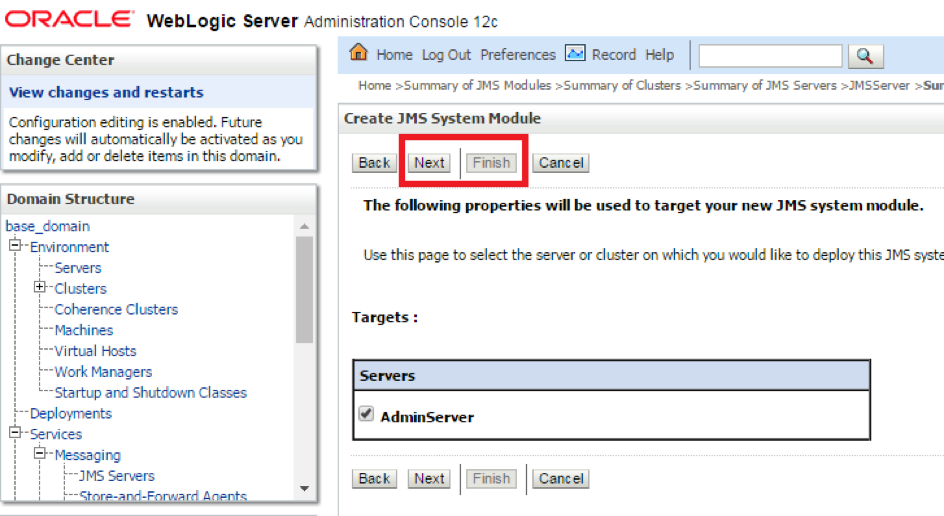 ORACLE WebLogic Server Administration Console 12c
Change Center
View changes and restarts
Configuration editing is enabled. Future
changes will automatically be activated as you
modify, add or delete items in this domain.
Domain Structure
base_domain
Environment
Servers
Clusters
Coherence Clusters
Machines
Virtual Hosts
Work Managers
Startup and Shutdown Classes
Deployments
Services
Messaging
JMS Servers
Store-and-Forward Agents
Home Log Out Preferences Record Help
Home >Summary of JMS Modules >Summary of Clusters >Summary of JMS Servers >JMSServer >Sum
Create JMS System Module
Back Next Finish Cancel
The following properties will be used to target your new JMS system module.
Use this page to select the server or cluster on which you would like to deploy this JMS syste
Targets :
Servers
AdminServer
Back Next Finish Cancel